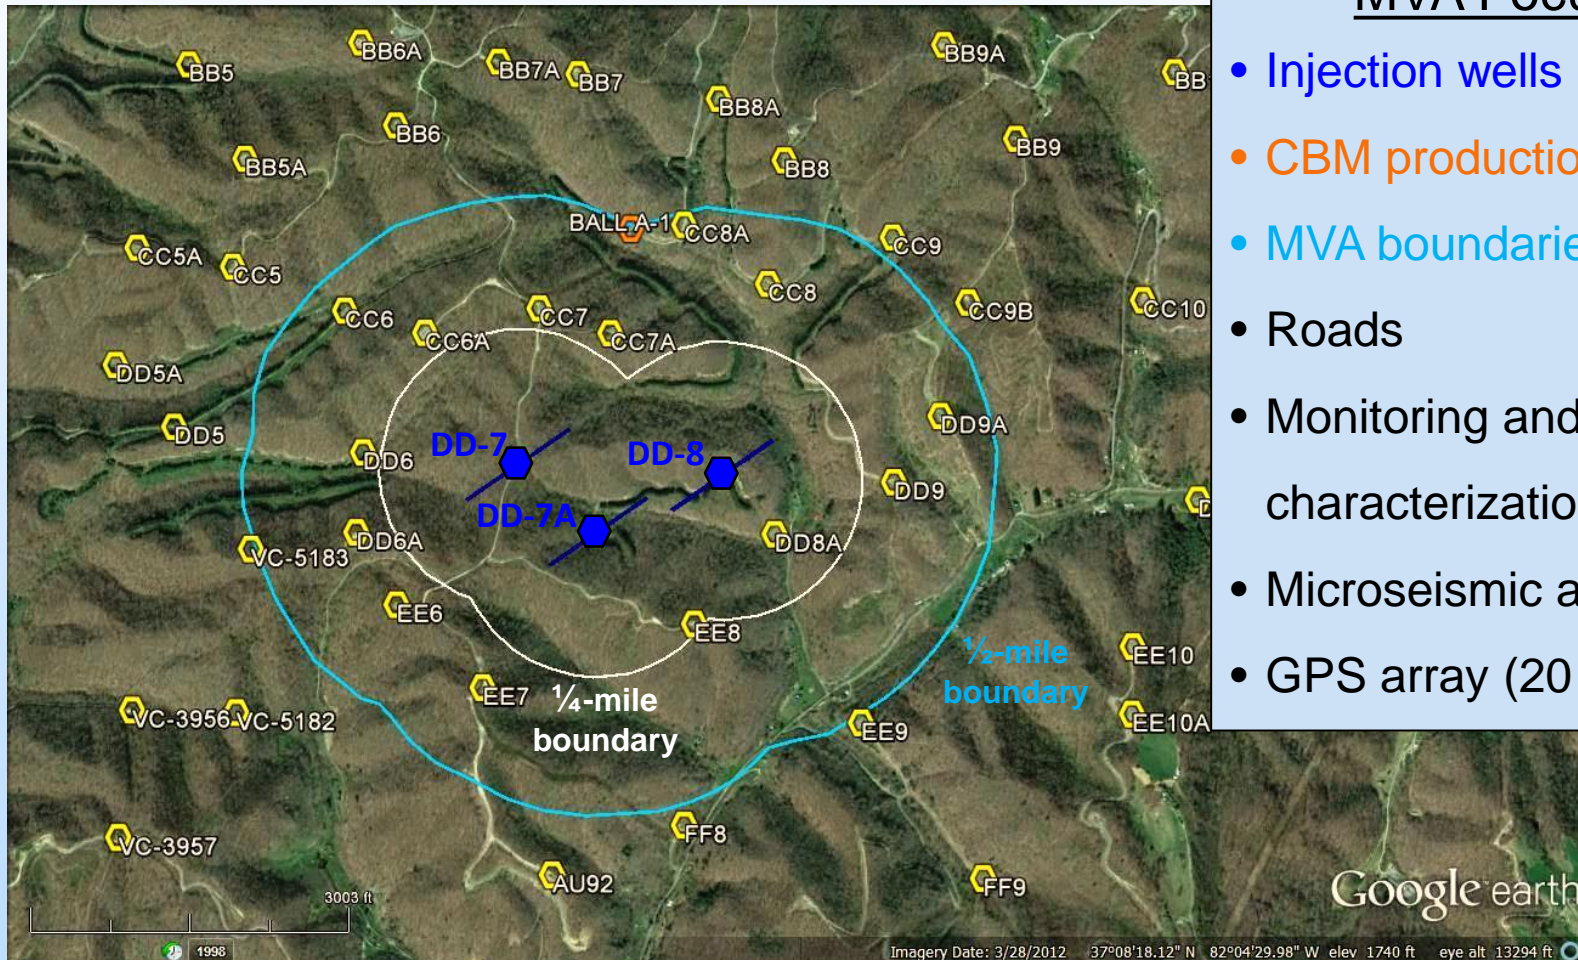 BB5
BB6A
BB7A
BB7
BB9A
BB
BB8A
BB6
BB9
BB5A
BB8
BALL A-1
CC8A
CC9
CC5A
CC5
CC8
CC9B
CC10
CC6
CC7
CC6A
CC7A
DD5A
DD9A
DD5
DD-7
DD-8
DD6
DD9
DD-7A
D
DD6A
DD8A
VC-5183
EE6
EE8
½-mile
boundary
EE10
EE7
¼-mile
boundary
VC-3956
VC-5182
EE9
EE10A
FF8
VC-3957
AU92
FF9
3003 ft
1998
Google earth
Imagery Date: 3/28/2012 37°08'18.12" N 82°04'29.98" W elev 1740 ft eye alt 13294 ft
• Injection wells
• CBM productio
• MVA boundarie
• Roads
• Monitoring and
characterizatio
• Microseismic a
• GPS array (20